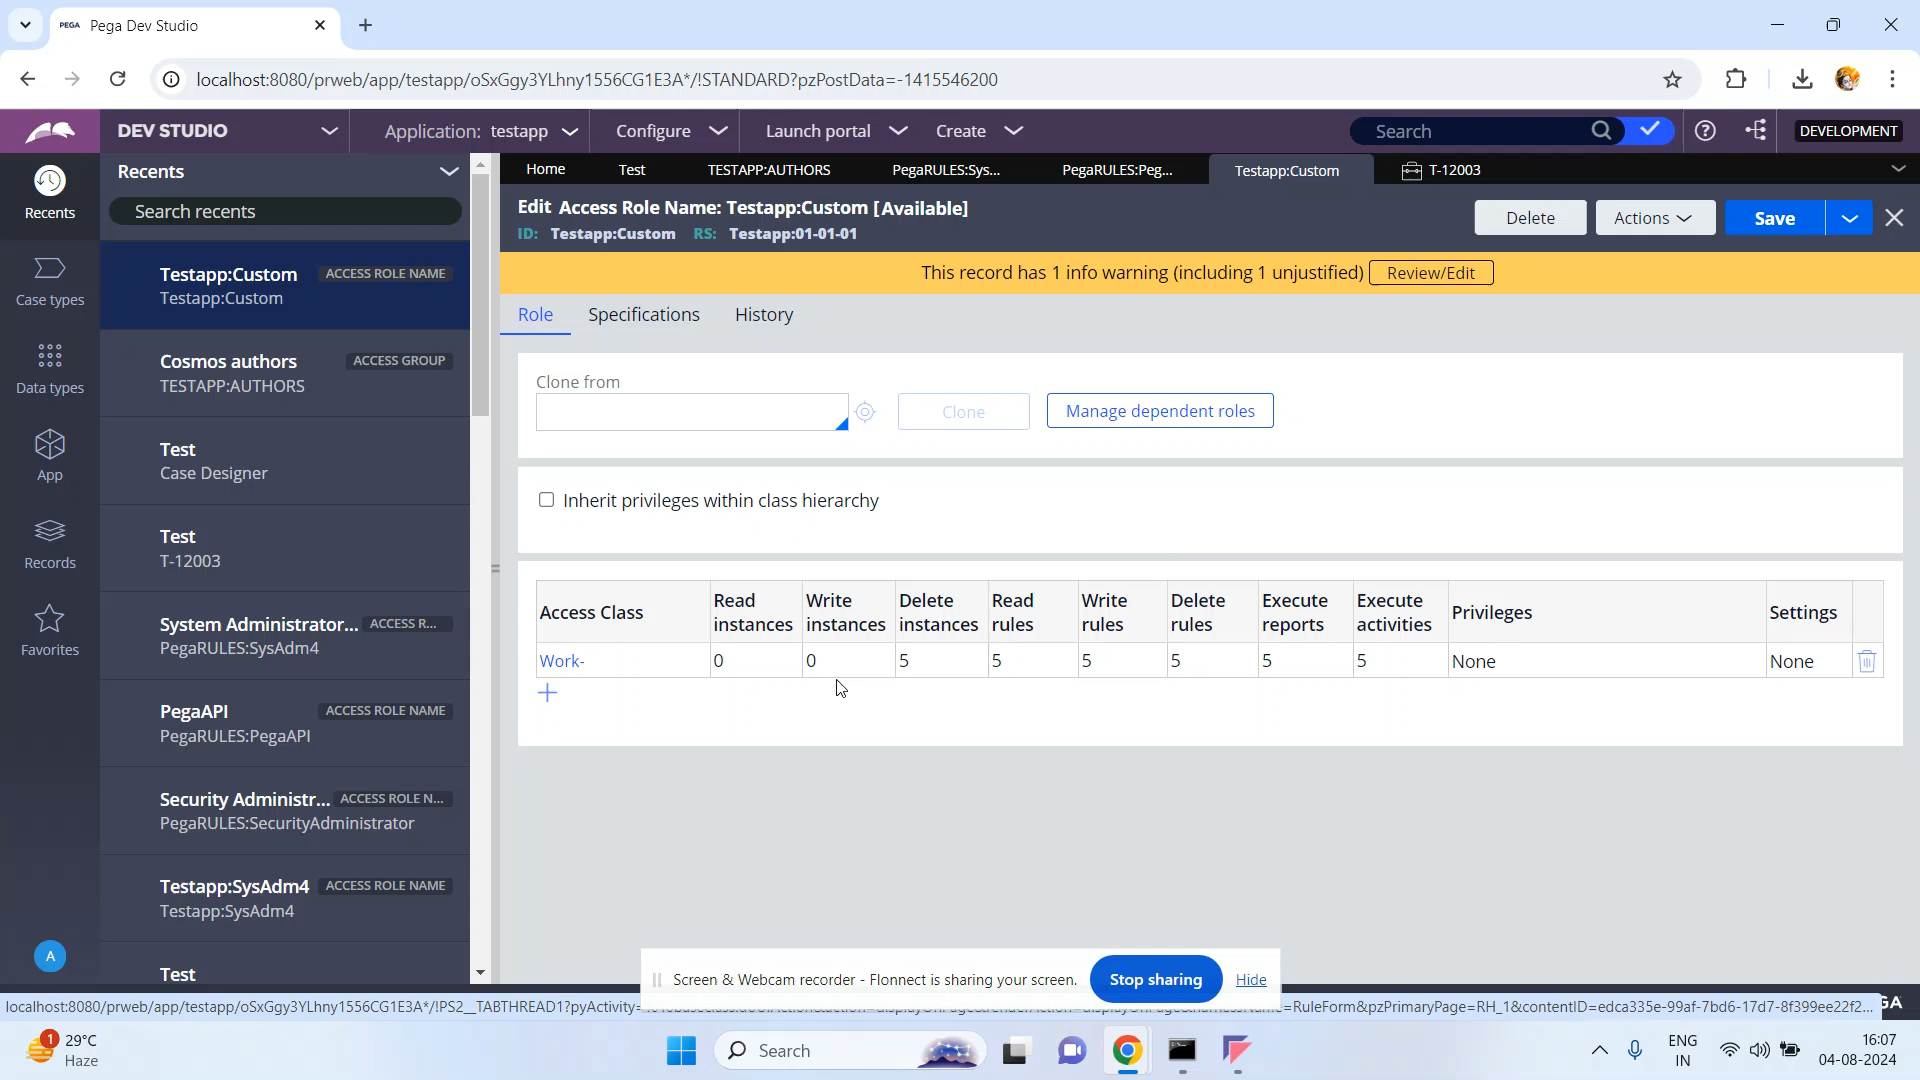 PEGA Pega Dev Studio
localhost:8080/prweb/app/testapp/oSxGgy3YLhny1556CG1E3A*/!STANDARD?pzPostData=-1415546200
DEV STUDIO
Application: testapp
Configure
Launch portal
Create
Search
DEVELOPMENT
Recents
Case types
Data types
App
Records
Favorites
A
Recents
Search recents
Testapp:Custom ACCESS ROLE NAME
Testapp:Custom
Cosmos authors ACCESS GROUP
TESTAPP:AUTHORS
Test
Case Designer
Test
T-12003
System Administrator... ACCESS R...
PegaRULES:SysAdm4
PegaAPI ACCESS ROLE NAME
PegaRULES:PegaAPI
Security Administr... ACCESS ROLE N...
PegaRULES:SecurityAdministrator
Testapp:SysAdm4 ACCESS ROLE NAME
Testapp:SysAdm4
Test
Home Test TESTAPP:AUTHORS PegaRULES:Sys... PegaRULES:Peg... Testapp:Custom T-12003
Edit Access Role Name: Testapp:Custom [Available]
ID: Testapp:Custom RS: Testapp:01-01-01
Delete
Actions
Save
This record has 1 info warning (including 1 unjustified) Review/Edit
Role Specifications History
Clone from
Clone
Manage dependent roles
Inherit privileges within class hierarchy
Access Class Read instances Write instances Delete instances Read rules Write rules Delete rules Execute reports Execute activities Privileges Settings
Work- 0 0 5 5 5 5 5 5 None None
Screen & Webcam recorder - Flonnect is sharing your screen. Stop sharing Hide
localhost:8080/prweb/app/testapp/oSxGgy3YLhny1556CG1E3A*/!PS2__TABTHREAD1?pyActivity=
=RuleForm&pzPrimaryPage=RH_1&contentID=edca335e-99af-7bd6-17d7-8f399ee22f2...
1
29°C
Haze
Search
ENG
IN
16:07
04-08-2024